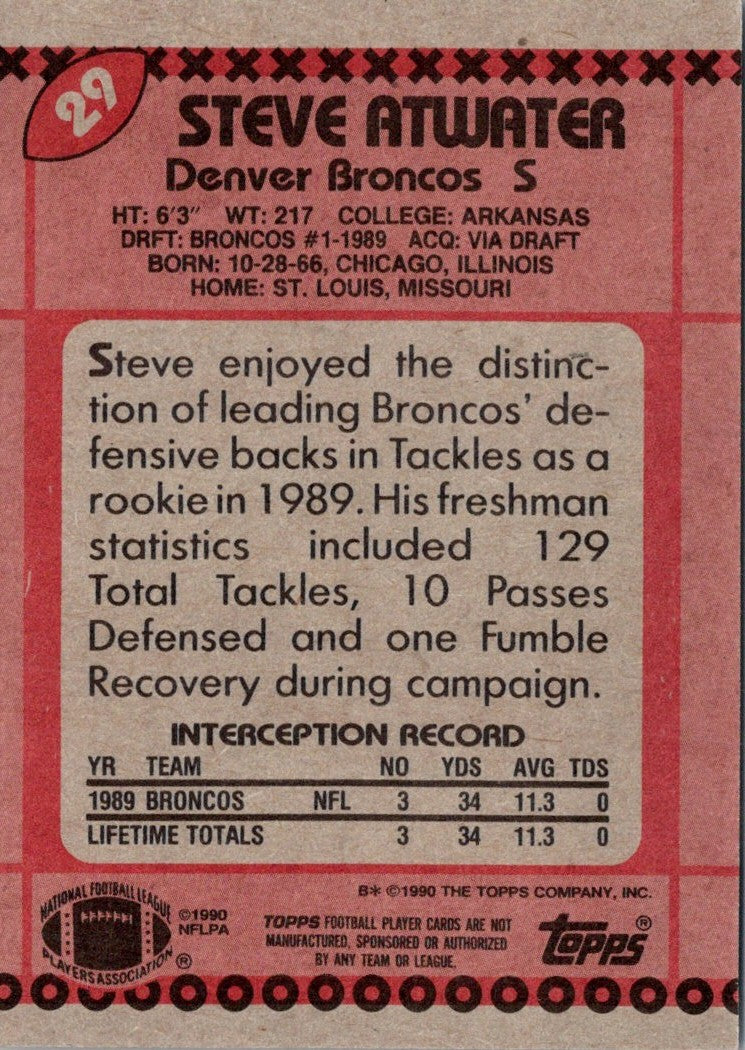 29
STEVE ATWATER
Denver Broncos S
HT: 6'3" WT: 217 COLLEGE: ARKANSAS
DRFT: BRONCOS #1-1989 ACQ: VIA DRAFT
BORN: 10-28-66, CHICAGO, ILLINOIS
HOME: ST. LOUIS, MISSOURI
Steve enjoyed the distinc-
tion of leading Broncos' de-
fensive backs in Tackles as a
rookie in 1989. His freshman
statistics included 129
Total Tackles, 10 Passes
Defensed and one Fumble
Recovery during campaign.
INTERCEPTION RECORD
YR TEAM NO YDS AVG TDS
1989 BRONCOS NFL 3 34 11.3 0
LIFETIME TOTALS 3 34 11.3 0
NATIONAL FOOTBALL LEAGUE
PLAYERS ASSOCIATION ®
©1990
NFLPA
B* ©1990 THE TOPPS COMPANY, INC.
TOPPS FOOTBALL PLAYER CARDS ARE NOT
MANUFACTURED, SPONSORED OR AUTHORIZED
BY ANY TEAM OR LEAGUE.
topps ®